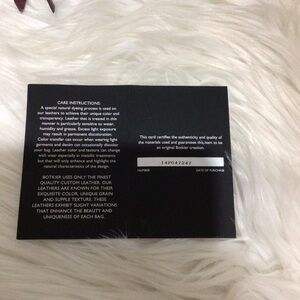 CARE INSTRUCTIONS:
A special natural dyeing process is used on
our leathers to achieve their unique color and
transparency. Leather that is treated in this
manner is particularly sensitive to wear,
humidity and grease. Excess light exposure
may result in permanent discoloration.
Color transfer can occur when wearing light
garments and denim can occasionally discolor
your bag. Leather color and texture can change
with wear especially in metallic treatments
but that will only enhance and highlight the
natural characteristics of the design.
BOTKIER USES ONLY THE FINEST
QUALITY CUSTOM LEATHER. OUR
LEATHERS ARE KNOWN FOR THEIR
EXQUISITE COLOR, UNIQUE GRAIN
AND SUPPLE TEXTURE. THESE
LEATHERS EXHIBIT SLIGHT VARIATIONS
THAT ENHANCE THE BEAUTY AND
UNIQUENESS OF EACH BAG.
This card certifies the authenticity and quality of
the materials used and guarantees this item to be
an original Botkier creation.
NUMBER DATE OF PURCHASE